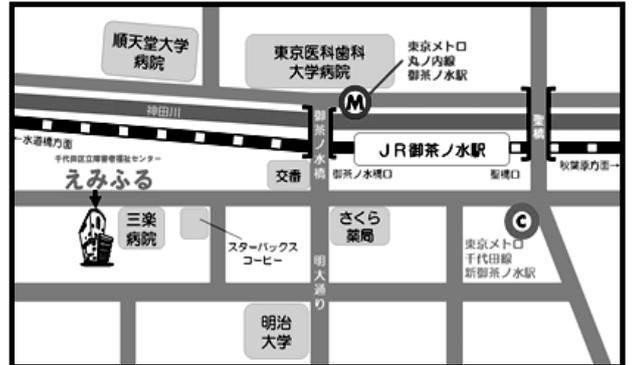 順天堂大学
病院
東京医科歯科
大学病院
東京メトロ
丸ノ内線
御茶ノ水駅
M
神田川
御茶ノ水橋
聖橋
←水道橋方面
JR御茶ノ水駅
秋葉原方面→
千代田区立障害者福祉センター
えみふる
交番
御茶ノ水橋口
聖橋口
三楽
病院
スターバックス
コーヒー
さくら
薬局
C
東京メトロ
千代田線
新御茶ノ水駅
明大通り
明治
大学